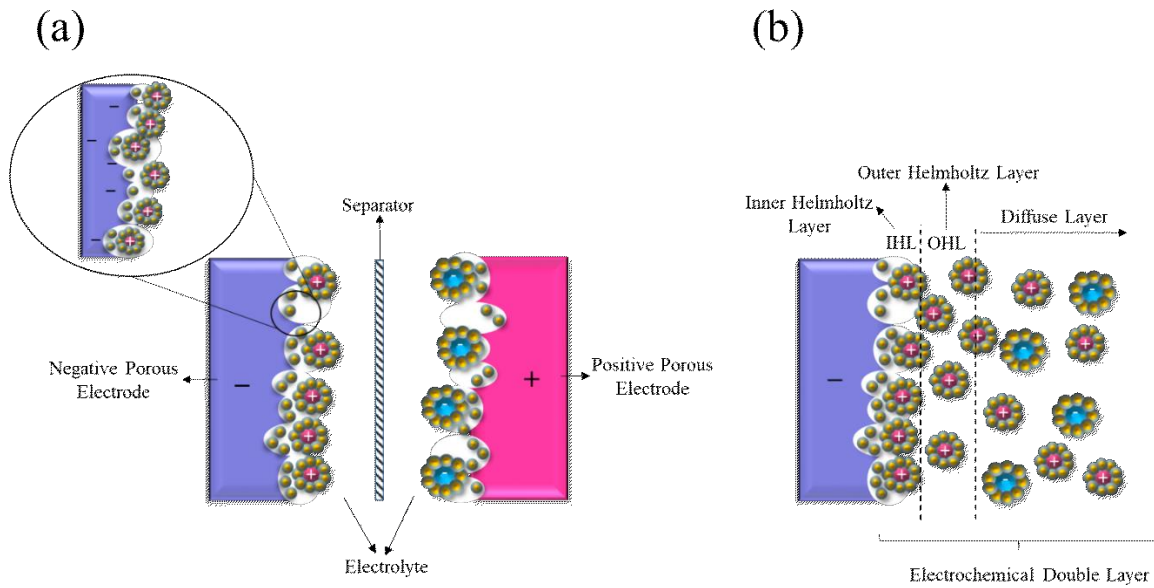 (a)
(b)
Separator
Negative Porous
Electrode
Positive Porous
Electrode
Electrolyte
Outer Helmholtz Layer
Inner Helmholtz
Layer
Diffuse Layer
IHL
OHL
Electrochemical Double Layer